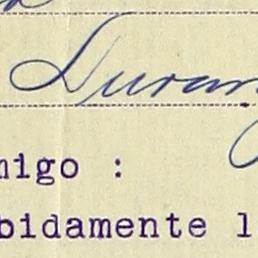 Duran
migo :
bidamente l